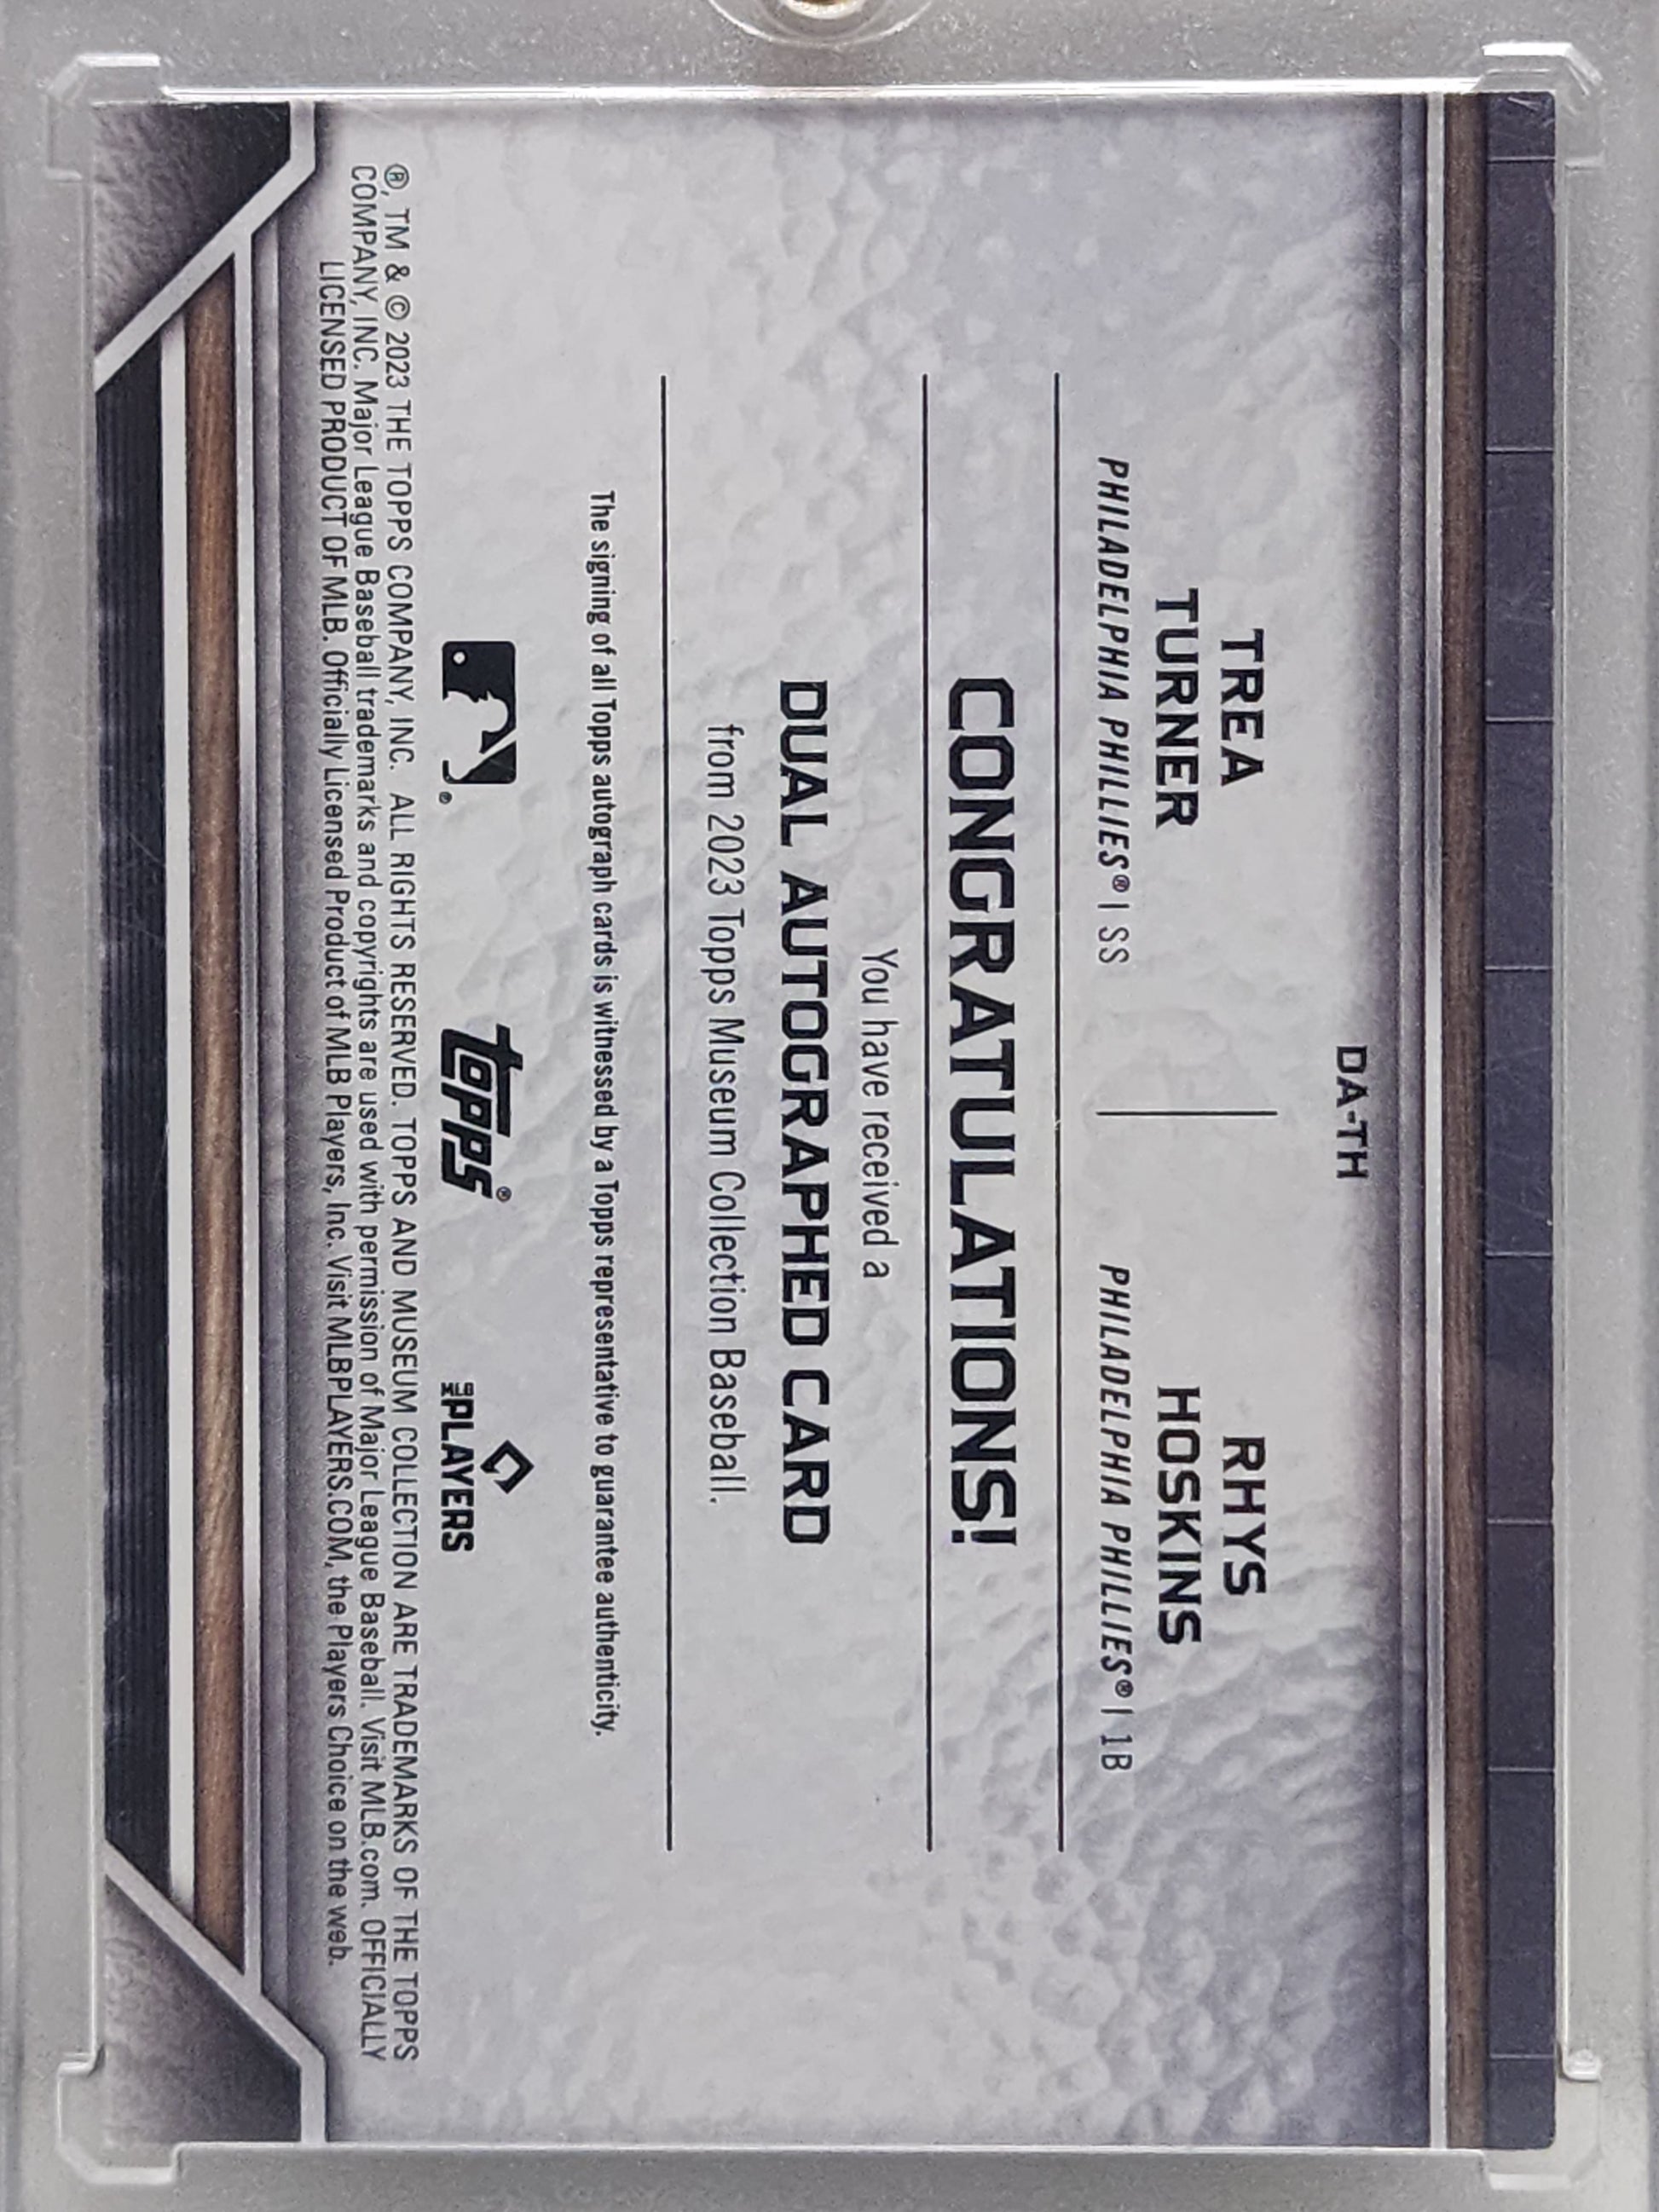 DA-TH
TREA
TURNER
PHILADELPHIA PHILLIES® | SS
RHYS
HOSKINS
PHILADELPHIA PHILLIES® | 1B
CONGRATULATIONS!
You have received a
DUAL AUTOGRAPHED CARD
from 2023 Topps Museum Collection Baseball.
The signing of all Topps autograph cards is witnessed by a Topps representative to guarantee authenticity.
®
topps®
MLB PLAYERS
®, TM & © 2023 THE TOPPS COMPANY, INC. ALL RIGHTS RESERVED. TOPPS AND MUSEUM COLLECTION ARE TRADEMARKS OF THE TOPPS
COMPANY, INC. Major League Baseball trademarks and copyrights are used with permission of Major League Baseball. Visit MLB.com. OFFICIALLY
LICENSED PRODUCT OF MLB. Officially Licensed Product of MLB Players, Inc. Visit MLBPLAYERS.COM, the Players Choice on the web.